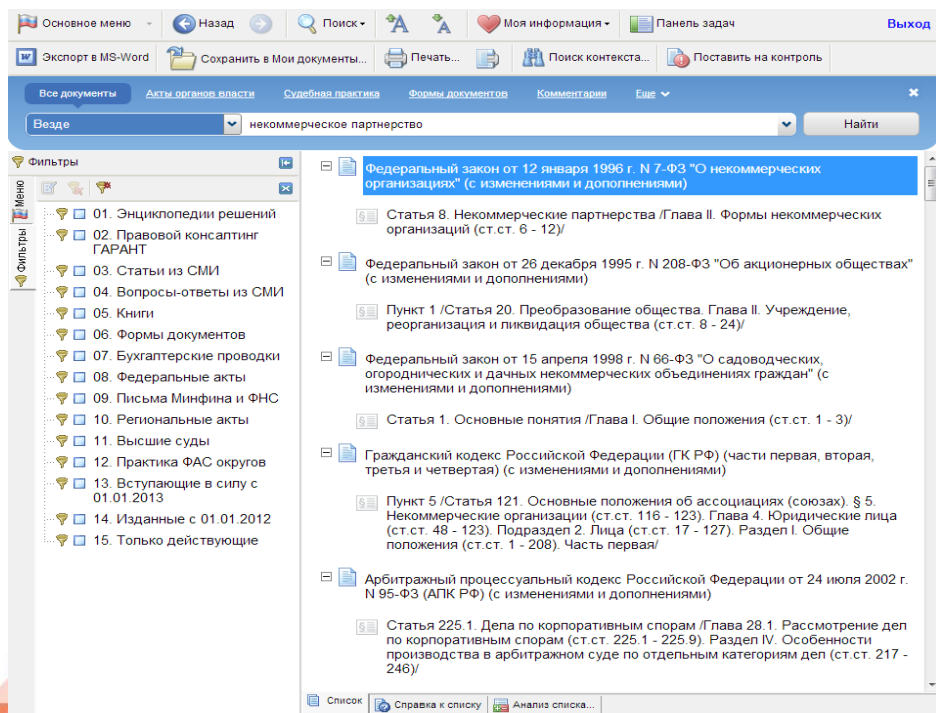 Основное меню Назад Поиск Моя информация Панель задач Выход
Экспорт в MS-Word Сохранить в Мои документы... Печать... Поиск контекста... Поставить на контроль
Все документы Акты органов власти Судебная практика Формы документов Комментарии Еще
Везде некоммерческое партнерство Найти
Фильтры
Меню
Фильтры
01. Энциклопедии решений
02. Правовой консалтинг
ГАРАНТ
03. Статьи из СМИ
04. Вопросы-ответы из СМИ
05. Книги
06. Формы документов
07. Бухгалтерские проводки
08. Федеральные акты
09. Письма Минфина и ФНС
10. Региональные акты
11. Высшие суды
12. Практика ФАС округов
13. Вступающие в силу с
01.01.2013
14. Изданные с 01.01.2012
15. Только действующие
Федеральный закон от 12 января 1996 г. N 7-ФЗ "О некоммерческих
организациях" (с изменениями и дополнениями)
Статья 8. Некоммерческие партнерства /Глава II. Формы некоммерческих
организаций (ст.ст. 6 - 12)/
Федеральный закон от 26 декабря 1995 г. N 208-ФЗ "Об акционерных обществах"
(с изменениями и дополнениями)
Пункт 1 /Статья 20. Преобразование общества. Глава II. Учреждение,
реорганизация и ликвидация общества (ст.ст. 8 - 24)/
Федеральный закон от 15 апреля 1998 г. N 66-ФЗ "О садоводческих,
огороднических и дачных некоммерческих объединениях граждан" (с
изменениями и дополнениями)
Статья 1. Основные понятия /Глава I. Общие положения (ст.ст. 1 - 3)/
Гражданский кодекс Российской Федерации (ГК РФ) (части первая, вторая,
третья и четвертая) (с изменениями и дополнениями)
Пункт 5 /Статья 121. Основные положения об ассоциациях (союзах). § 5.
Некоммерческие организации (ст.ст. 116 - 123). Глава 4. Юридические лица
(ст.ст. 48 - 123). Подраздел 2. Лица (ст.ст. 17 - 127). Раздел I. Общие
положения (ст.ст. 1 - 208). Часть первая/
Арбитражный процессуальный кодекс Российской Федерации от 24 июля 2002 г.
N 95-ФЗ (АПК РФ) (с изменениями и дополнениями)
Статья 225.1. Дела по корпоративным спорам /Глава 28.1. Рассмотрение дел
по корпоративным спорам (ст.ст. 225.1 - 225.9). Раздел IV. Особенности
производства в арбитражном суде по отдельным категориям дел (ст.ст. 217 -
246)/
Список Справка к списку Анализ списка...